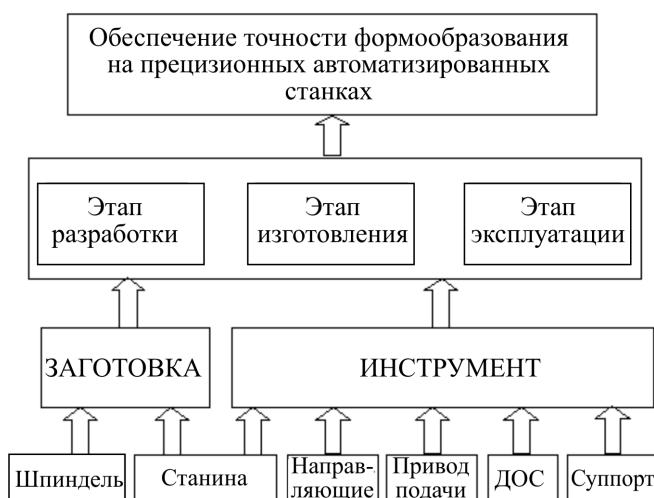 Обеспечение точности формообразования
на прецизионных автоматизированных
станках
Этап
разработки
Этап
изготовления
Этап
эксплуатации
ЗАГОТОВКА
ИНСТРУМЕНТ
Шпиндель
Станина
Направ-
ляющие
Привод
подачи
ДОС
Суппорт